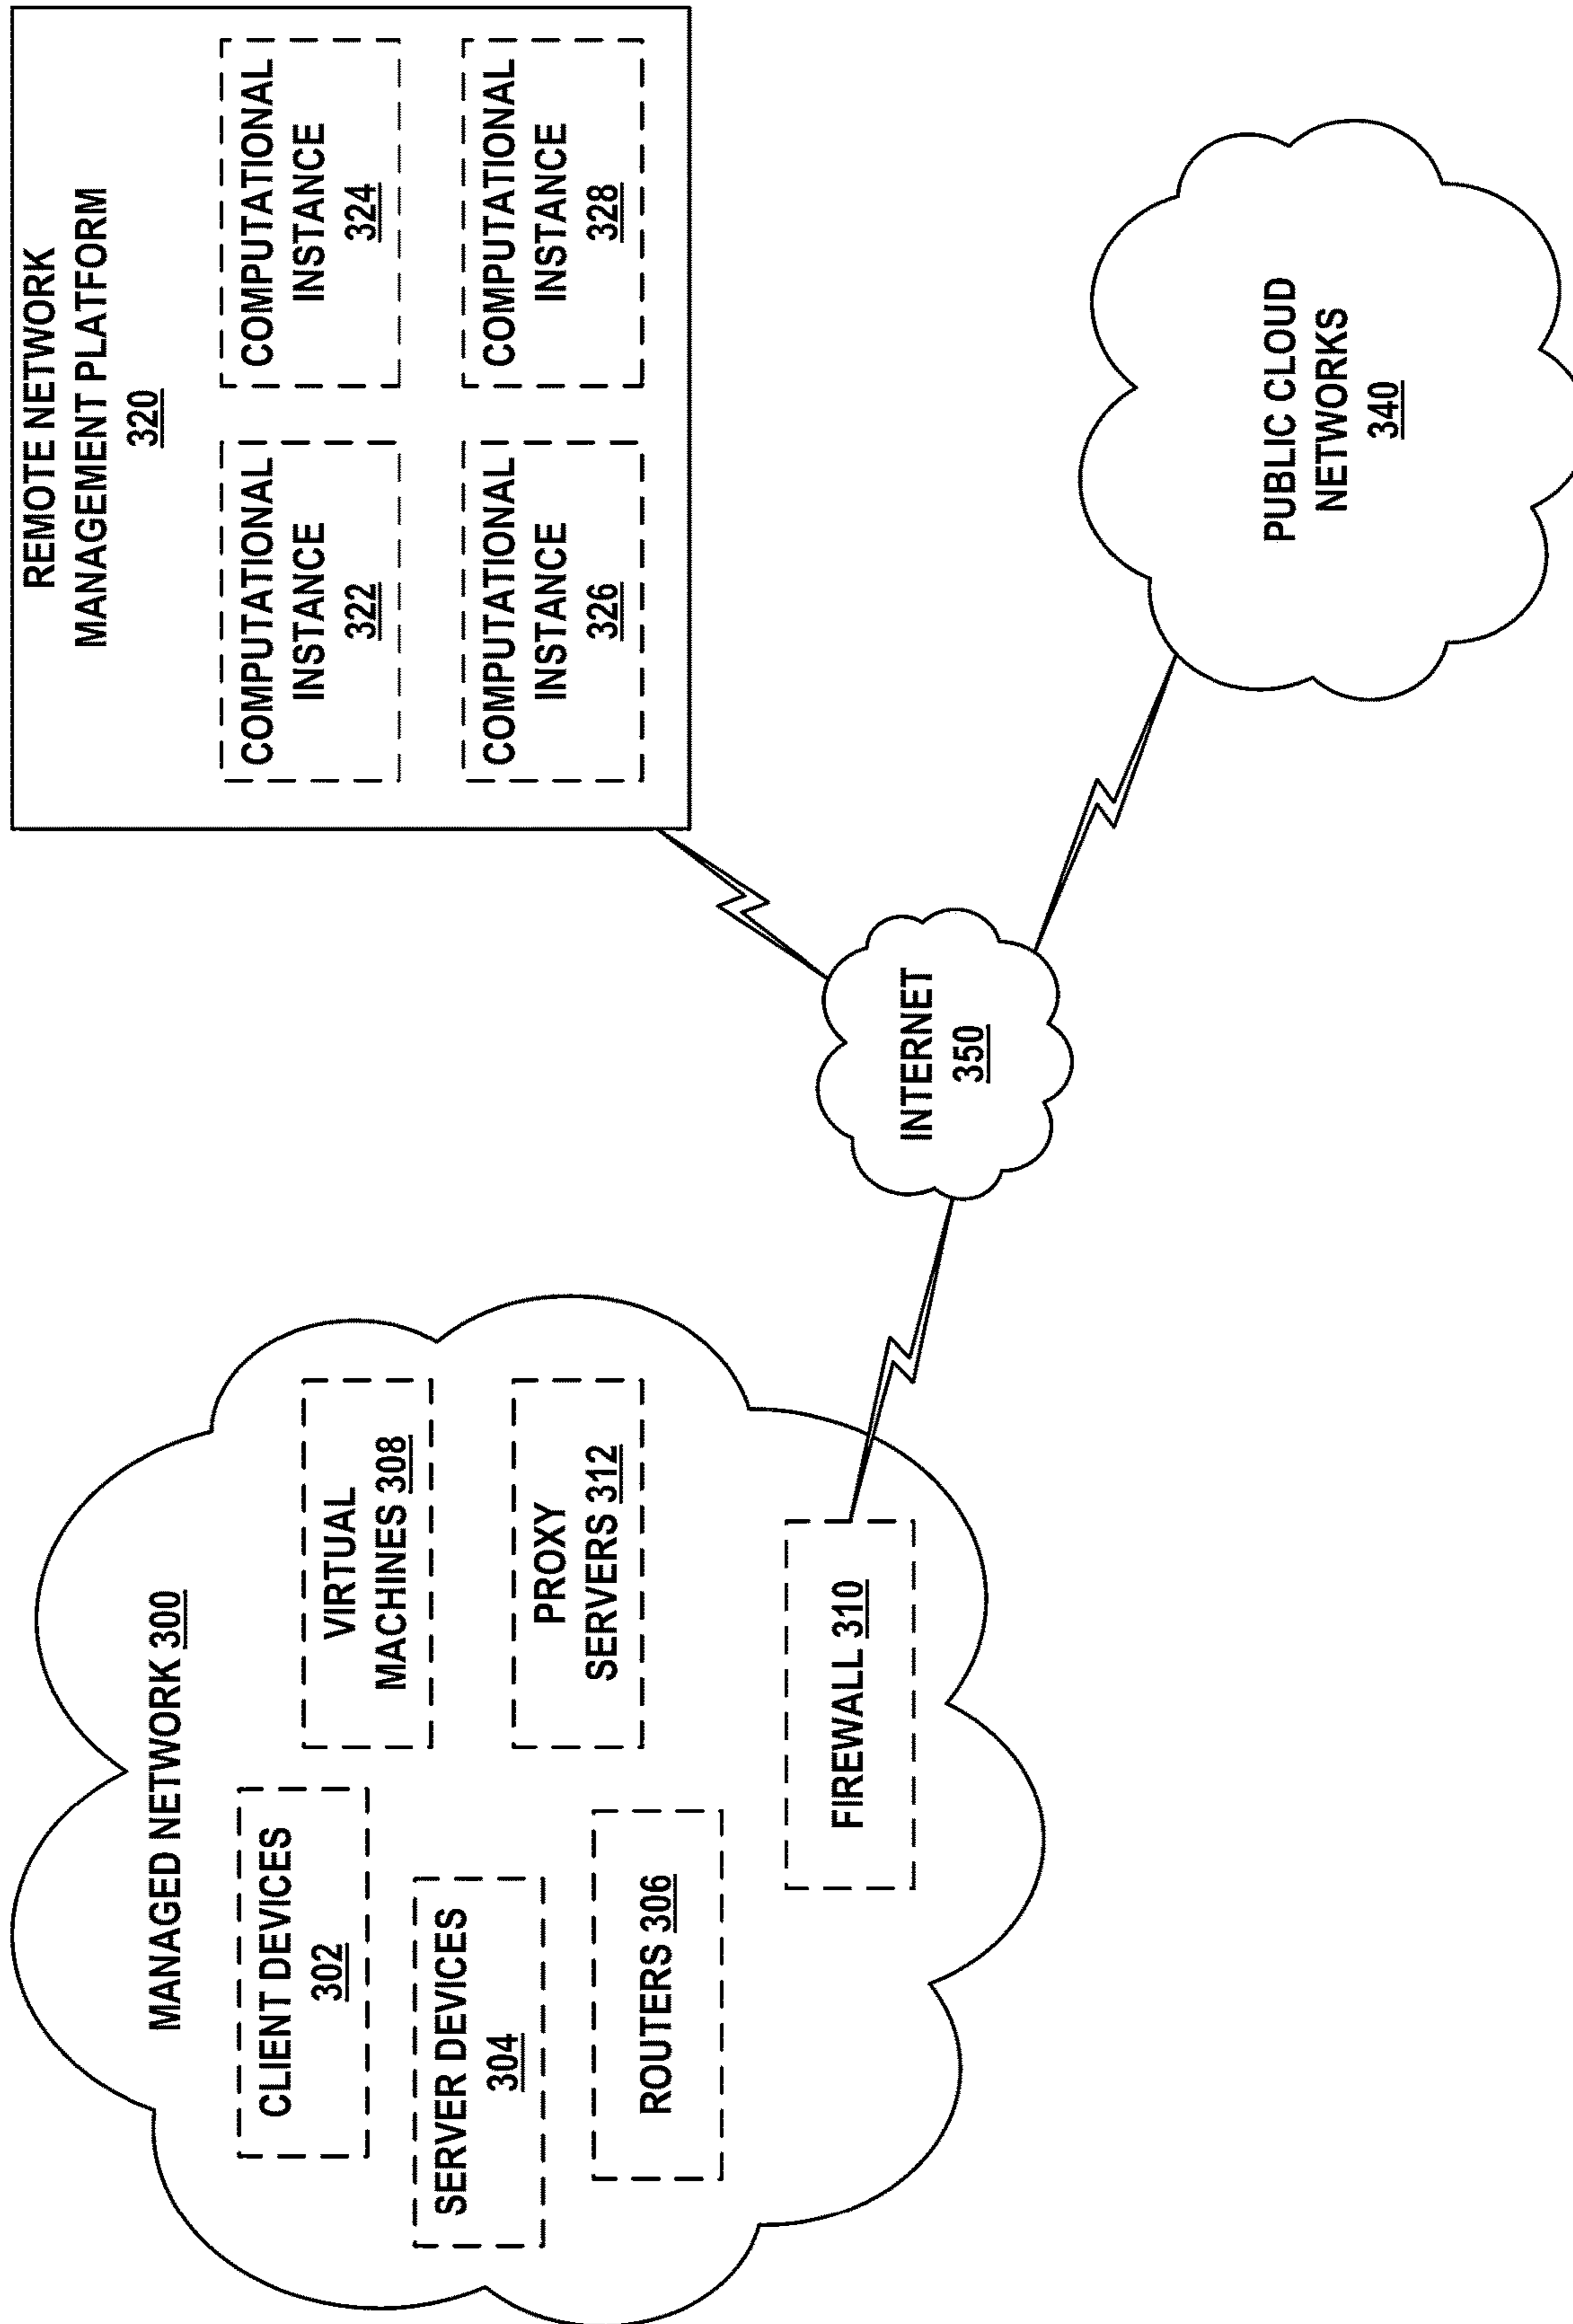 MANAGED NETWORK 300
CLIENT DEVICES
302
SERVER DEVICES
304
ROUTERS 306
VIRTUAL
MACHINES 308
PROXY
SERVERS 312
FIREWALL 310
INTERNET
350
REMOTE NETWORK
MANAGEMENT PLATFORM
320
COMPUTATIONAL
INSTANCE
322
COMPUTATIONAL
INSTANCE
324
COMPUTATIONAL
INSTANCE
326
COMPUTATIONAL
INSTANCE
328
PUBLIC CLOUD
NETWORKS
340